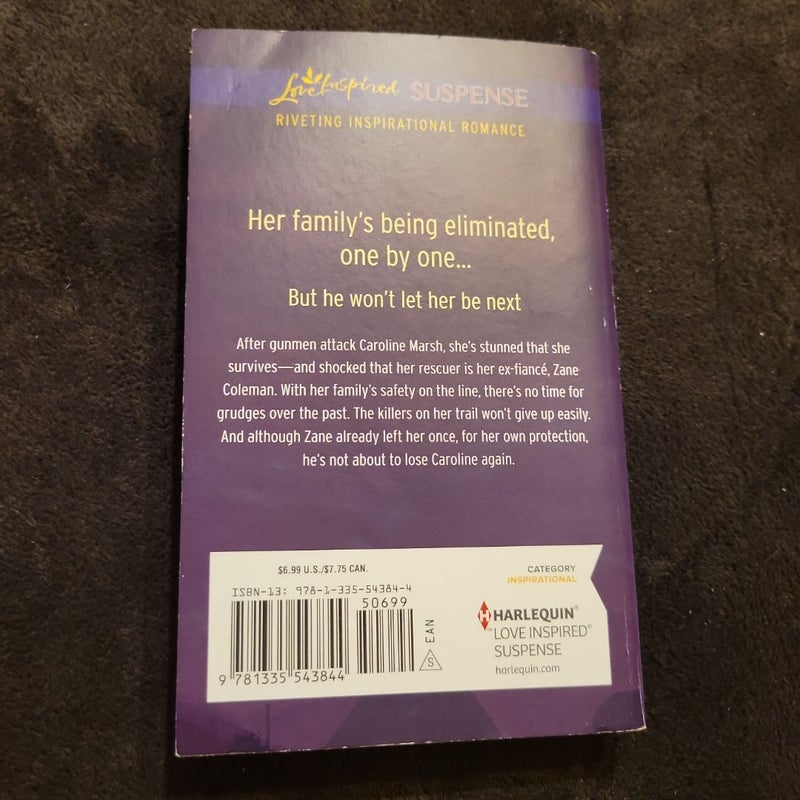 Love Inspired SUSPENSE
RIVETING INSPIRATIONAL ROMANCE
Her family's being eliminated,
one by one...
But he won't let her be next
After gunmen attack Caroline Marsh, she's stunned that she
survives—and shocked that her rescuer is her ex-fiancé, Zane
Coleman. With her family's safety on the line, there's no time for
grudges over the past. The killers on her trail won't give up easily.
And although Zane already left her once, for her own protection,
he's not about to lose Caroline again.
$6.99 U.S./$7.75 CAN.
ISBN-13: 978-1-335-54384-4
50699
EAN
S
9 781335 543844
CATEGORY
INSPIRATIONAL
HARLEQUIN®
™LOVE INSPIRED®
SUSPENSE
harlequin.com